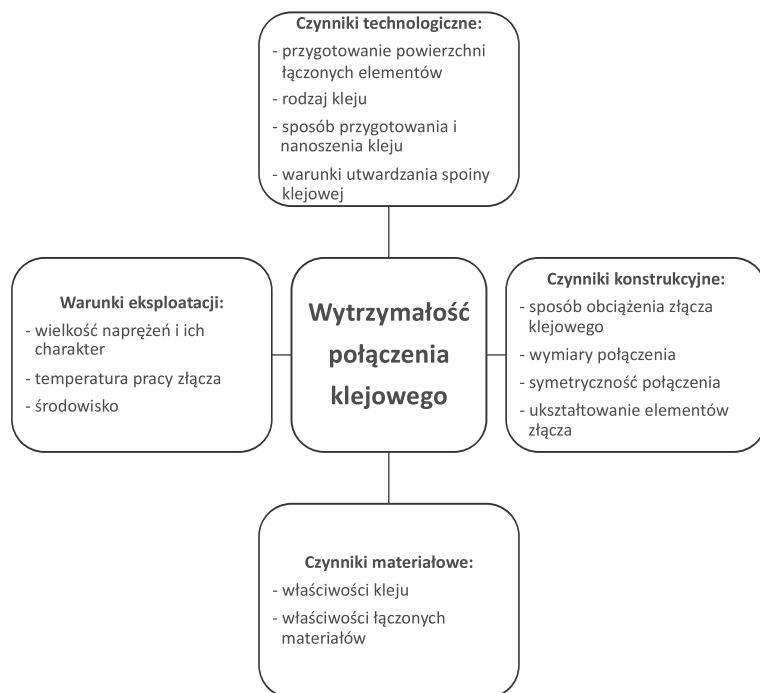 Czynniki technologiczne:
- przygotowanie powierzchni
łączonych elementów
- rodzaj kleju
- sposób przygotowania i
nanoszenia kleju
- warunki utwardzania spoiny
klejowej
Warunki eksploatacji:
- wielkość naprężeń i ich
charakter
- temperatura pracy złącza
- środowisko
Wytrzymałość
połączenia
klejowego
Czynniki konstrukcyjne:
- sposób obciążenia złącza
klejowego
- wymiary połączenia
- symetryczność połączenia
- ukształtowanie elementów
złącza
Czynniki materiałowe:
- właściwości kleju
- właściwości łączonych
materiałów